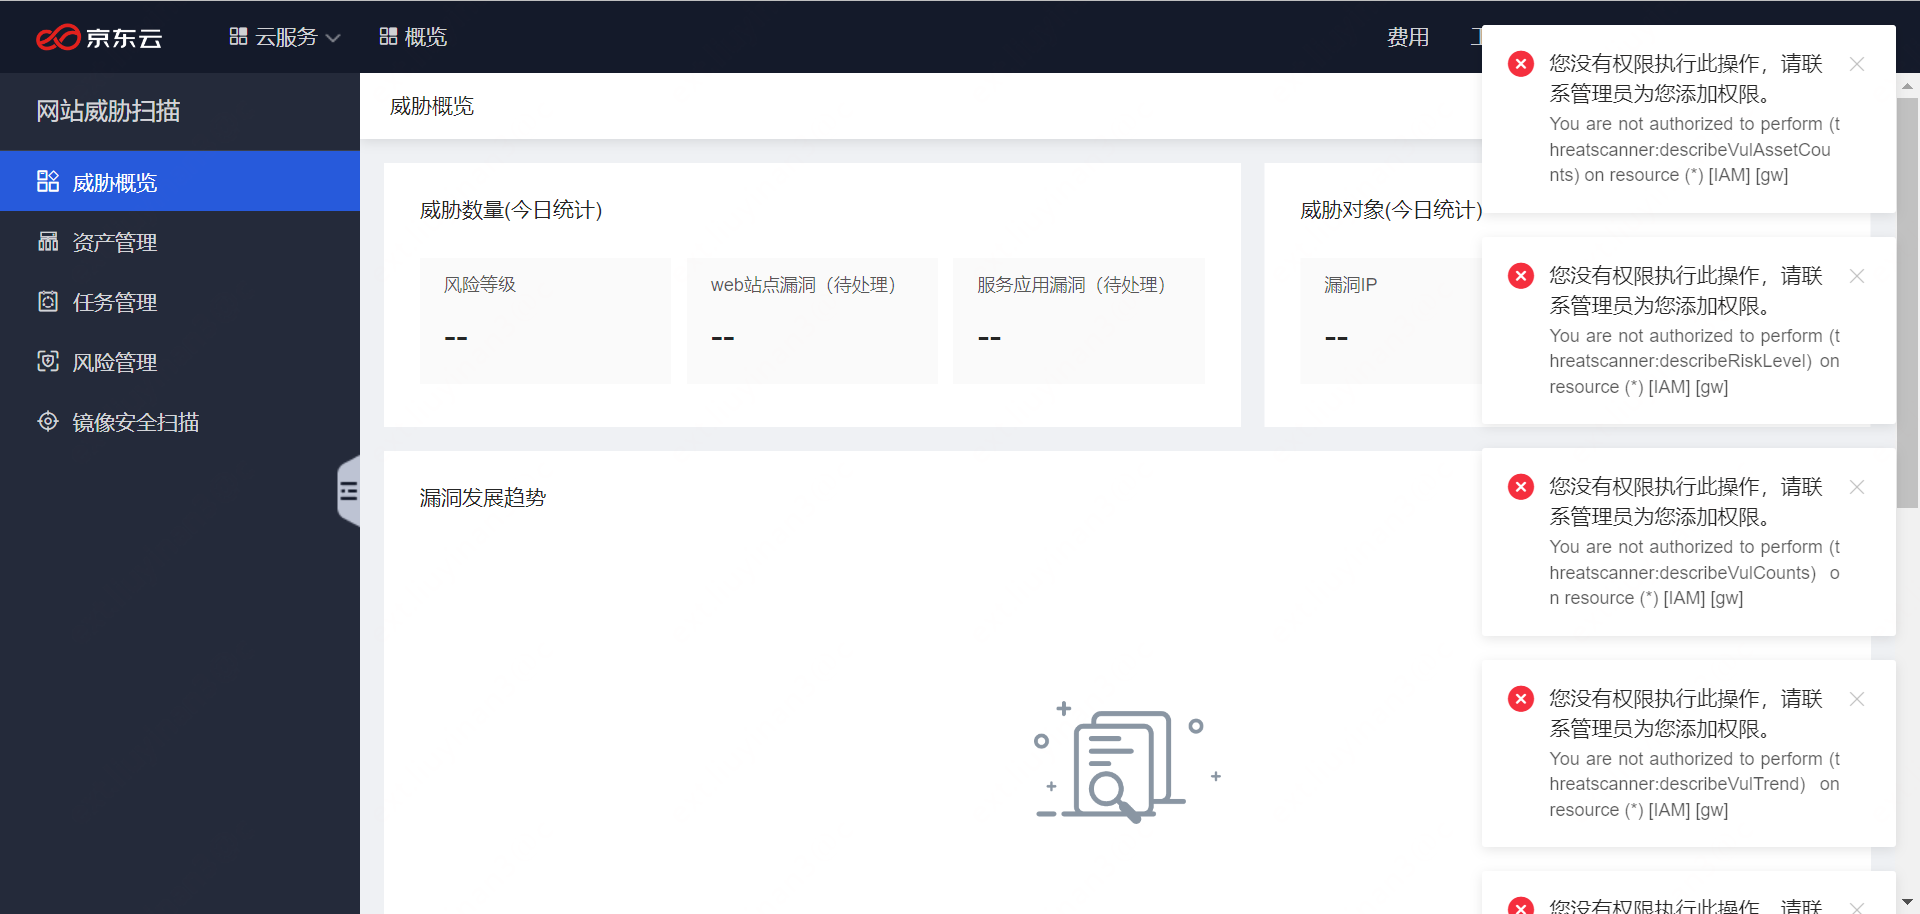 京东云
云服务
概览
费用
网站威胁扫描
威胁概览
资产管理
任务管理
风险管理
镜像安全扫描
威胁概览
威胁数量(今日统计)
风险等级
--
web站点漏洞（待处理）
--
服务应用漏洞（待处理）
--
威胁对象(今日统计)
漏洞IP
--
漏洞发展趋势
您没有权限执行此操作，请联
系管理员为您添加权限。
You are not authorized to perform (t
hreatscanner:describeVulAssetCou
nts) on resource (*) [IAM] [gw]
您没有权限执行此操作，请联
系管理员为您添加权限。
You are not authorized to perform (t
hreatscanner:describeRiskLevel) on
resource (*) [IAM] [gw]
您没有权限执行此操作，请联
系管理员为您添加权限。
You are not authorized to perform (t
hreatscanner:describeVulCounts) o
n resource (*) [IAM] [gw]
您没有权限执行此操作，请联
系管理员为您添加权限。
You are not authorized to perform (t
hreatscanner:describeVulTrend) on
resource (*) [IAM] [gw]
您没有权限执行此操作，请联